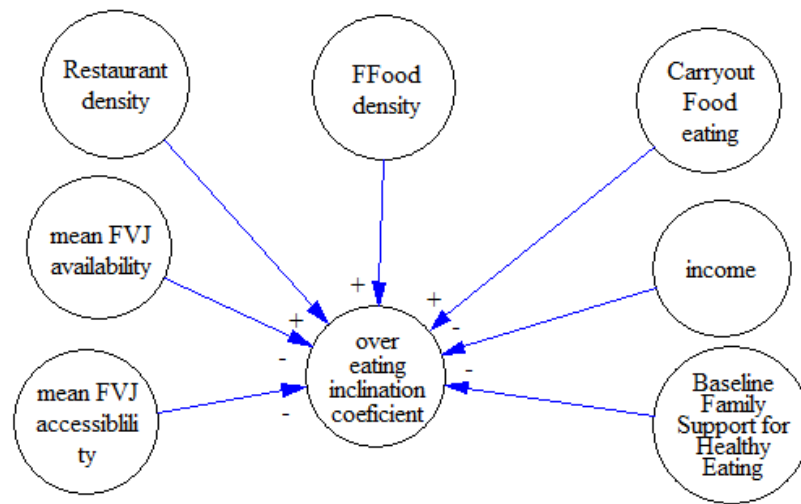 Restaurant
density
FFood
density
Carryout
Food
eating
mean FVJ
availability
income
+
+
+
-
-
-
-
over
eating
inclination
coeficient
mean FVJ
accessiblili
ty
Baseline
Family
Support for
Healthy
Eating